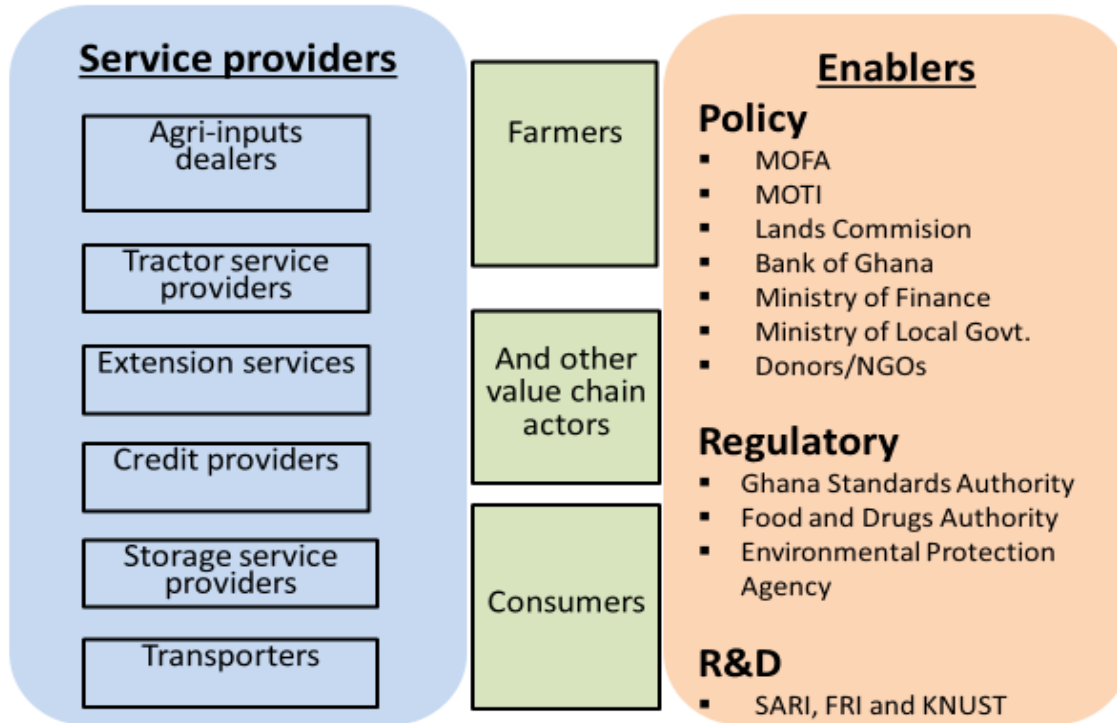 Service providers
Agri-inputs
dealers
Tractor service
providers
Extension services
Credit providers
Storage service
providers
Transporters
Farmers
And other
value chain
actors
Consumers
Enablers
Policy
▪ MOFA
▪ MOTI
▪ Lands Commision
▪ Bank of Ghana
▪ Ministry of Finance
▪ Ministry of Local Govt.
▪ Donors/NGOs
Regulatory
▪ Ghana Standards Authority
▪ Food and Drugs Authority
▪ Environmental Protection
Agency
R&D
▪ SARI, FRI and KNUST